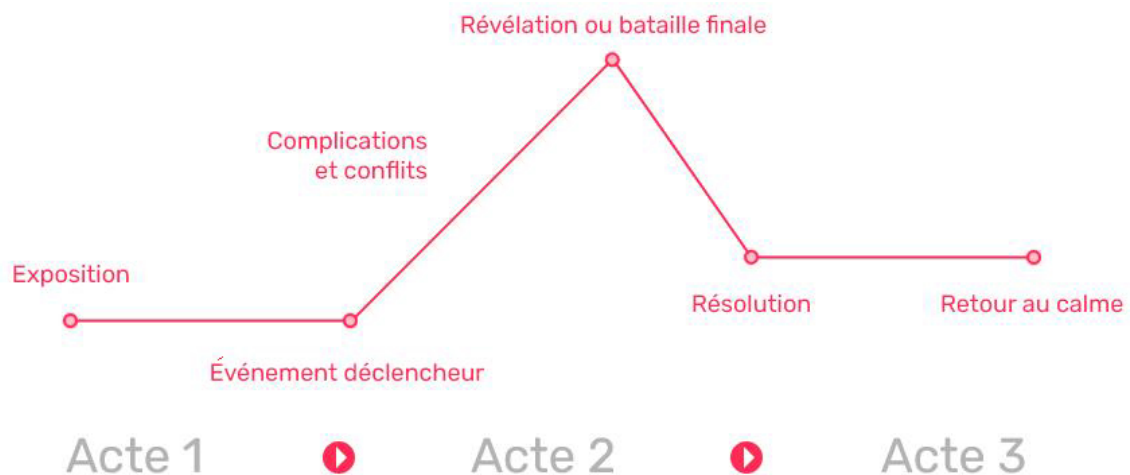 Révélation ou bataille finale
Complications
et conflits
Exposition
Résolution
Retour au calme
Événement déclencheur
Acte 1
Acte 2
Acte 3